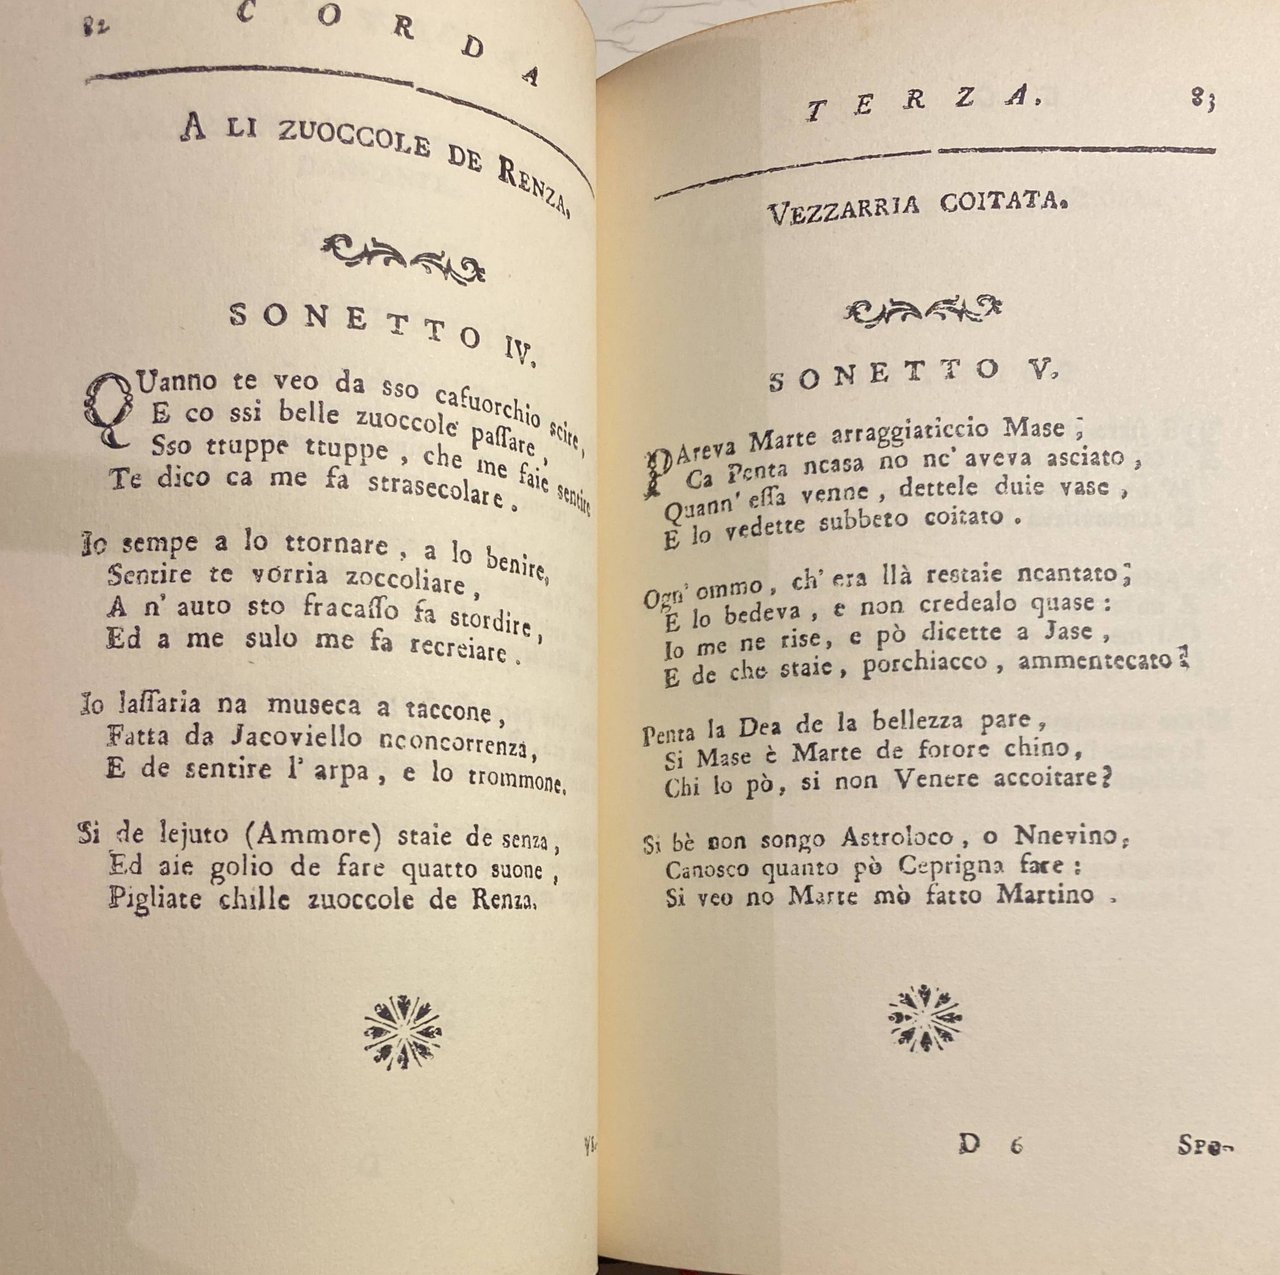 82 CORDA
A LI ZUOCCOLE DE RENZA.
SONETTO IV.
QUanno te veo da sso cafuorchio scire,
E co ssi belle zuoccole passare,
Sso ttuppe ttuppe, che me faie sentire
Te dico ca me fa strasecolare.
Io sempe a lo ttornare, a lo benire,
Sentire te vorria zoccoliare,
A n' auto sto fracasso fa stordire,
Ed a me sulo me fa recreiare.
Io lassaria na museca a taccone,
Fatta da Jacoviello nconcorrenza,
E de sentire l' arpa, e lo trommone.
Si de lejuto (Ammore) staie de senza,
Ed aie golio de fare quatto suone,
Pigliate chille zuoccole de Renza.
TERZA. 83
VEZZARRIA COITATA.
SONETTO V.
PAreva Marte arraggiaticcio Mase;
Ca Penta ncasa no nc' aveva asciato,
Quann' essa venne, dettele duie vase,
E lo vedette subbeto coitato.
Ogn' ommo, ch' era llà restaie ncantato;
E lo bedeva, e non credealo quase:
Io me ne rise, e pò dicette a Jase,
E de che staie, porchiacco, ammentecato?
Penta la Dea de la bellezza pare,
Si Mase è Marte de forore chino,
Chi lo pò, si non Venere accoitare?
Si bè non songo Astroloco, o Nnevino,
Canosco quanto pò Ceprigna face:
Si veo no Marte mò fatto Martino.
D 6 Spe-